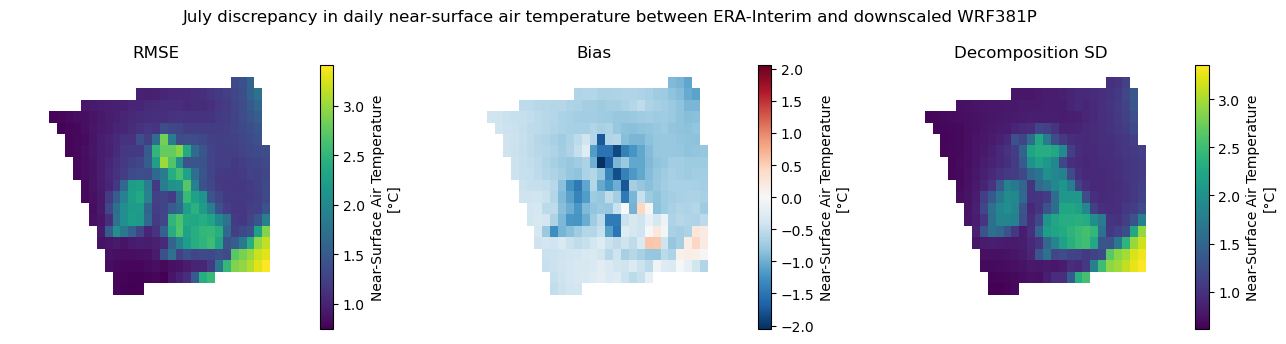 July discrepancy in daily near-surface air temperature between ERA-Interim and downscaled WRF381P
RMSE
3.0
2.5
2.0
1.5
1.0
Near-Surface Air Temperature
[°C]
Bias
2.0
1.5
1.0
0.5
0.0
−0.5
−1.0
−1.5
−2.0
Near-Surface Air Temperature
[°C]
Decomposition SD
3.0
2.5
2.0
1.5
1.0
Near-Surface Air Temperature
[°C]